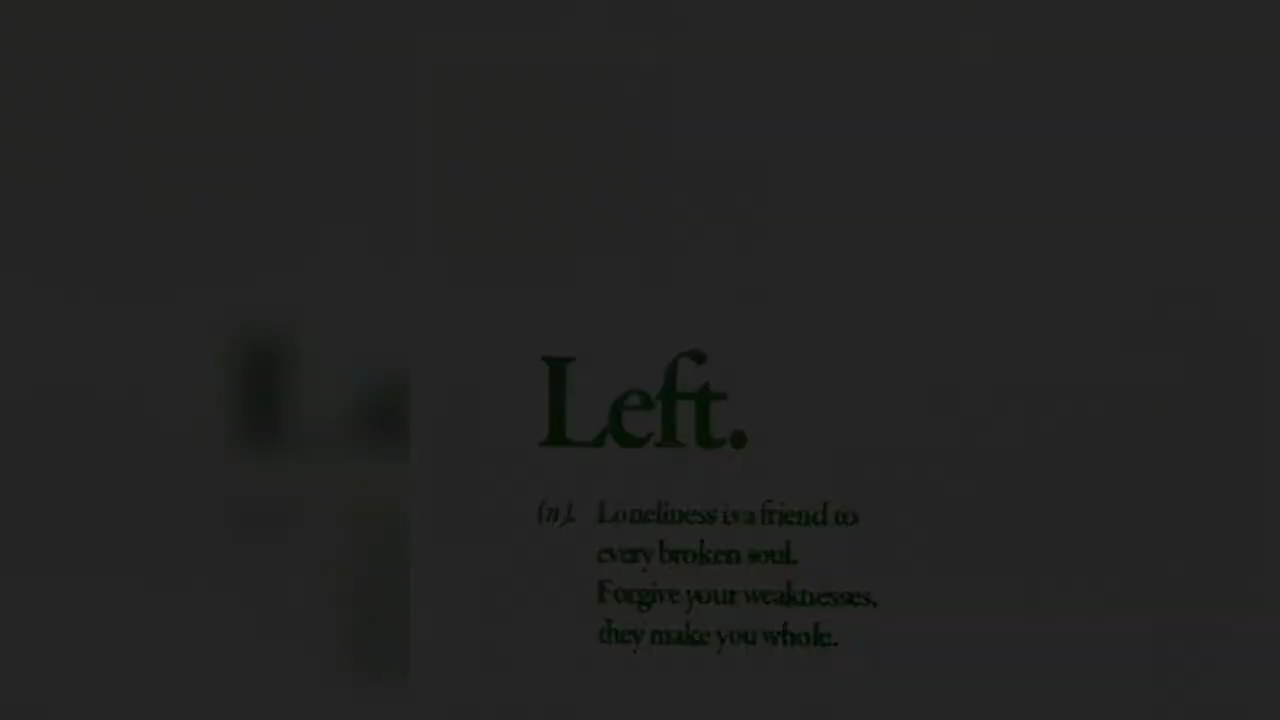 Left.
(n). Loneliness is a friend to
every broken soul.
Forgive your weaknesses,
they make you whole.